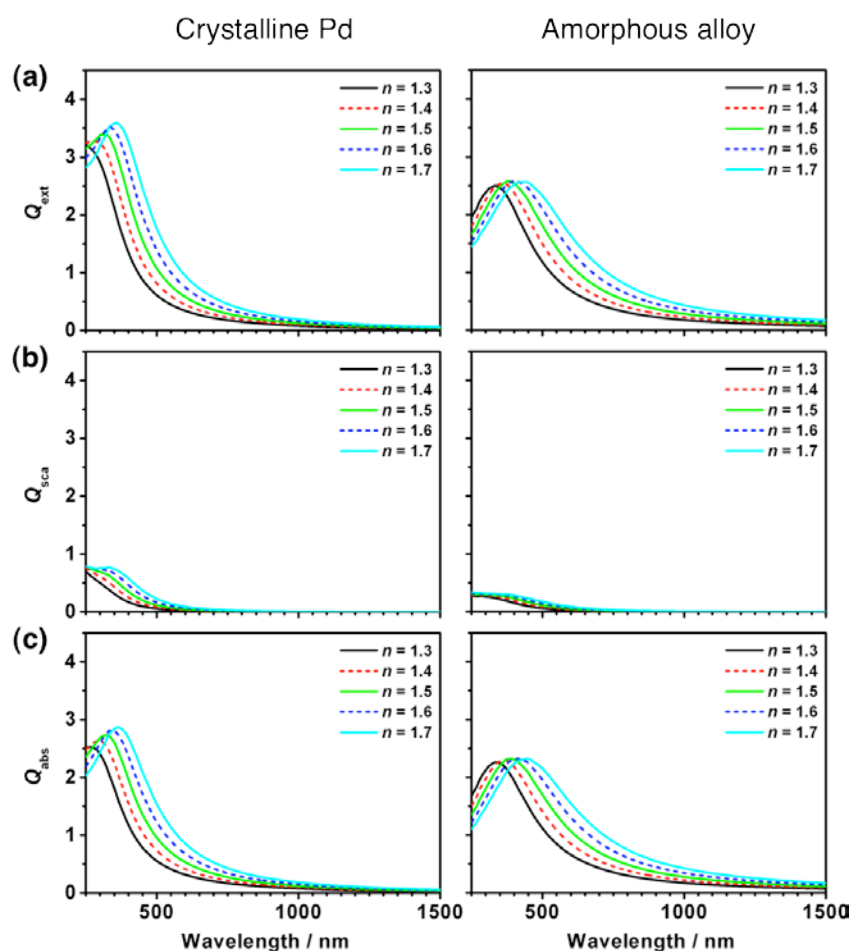 Crystalline Pd
Amorphous alloy
(a)
4
3
2
1
0
Qext
n = 1.3
n = 1.4
n = 1.5
n = 1.6
n = 1.7
n = 1.3
n = 1.4
n = 1.5
n = 1.6
n = 1.7
(b)
4
3
2
1
0
Qsca
n = 1.3
n = 1.4
n = 1.5
n = 1.6
n = 1.7
n = 1.3
n = 1.4
n = 1.5
n = 1.6
n = 1.7
(c)
4
3
2
1
0
Qabs
n = 1.3
n = 1.4
n = 1.5
n = 1.6
n = 1.7
n = 1.3
n = 1.4
n = 1.5
n = 1.6
n = 1.7
500 1000 1500
500 1000 1500
Wavelength / nm
Wavelength / nm